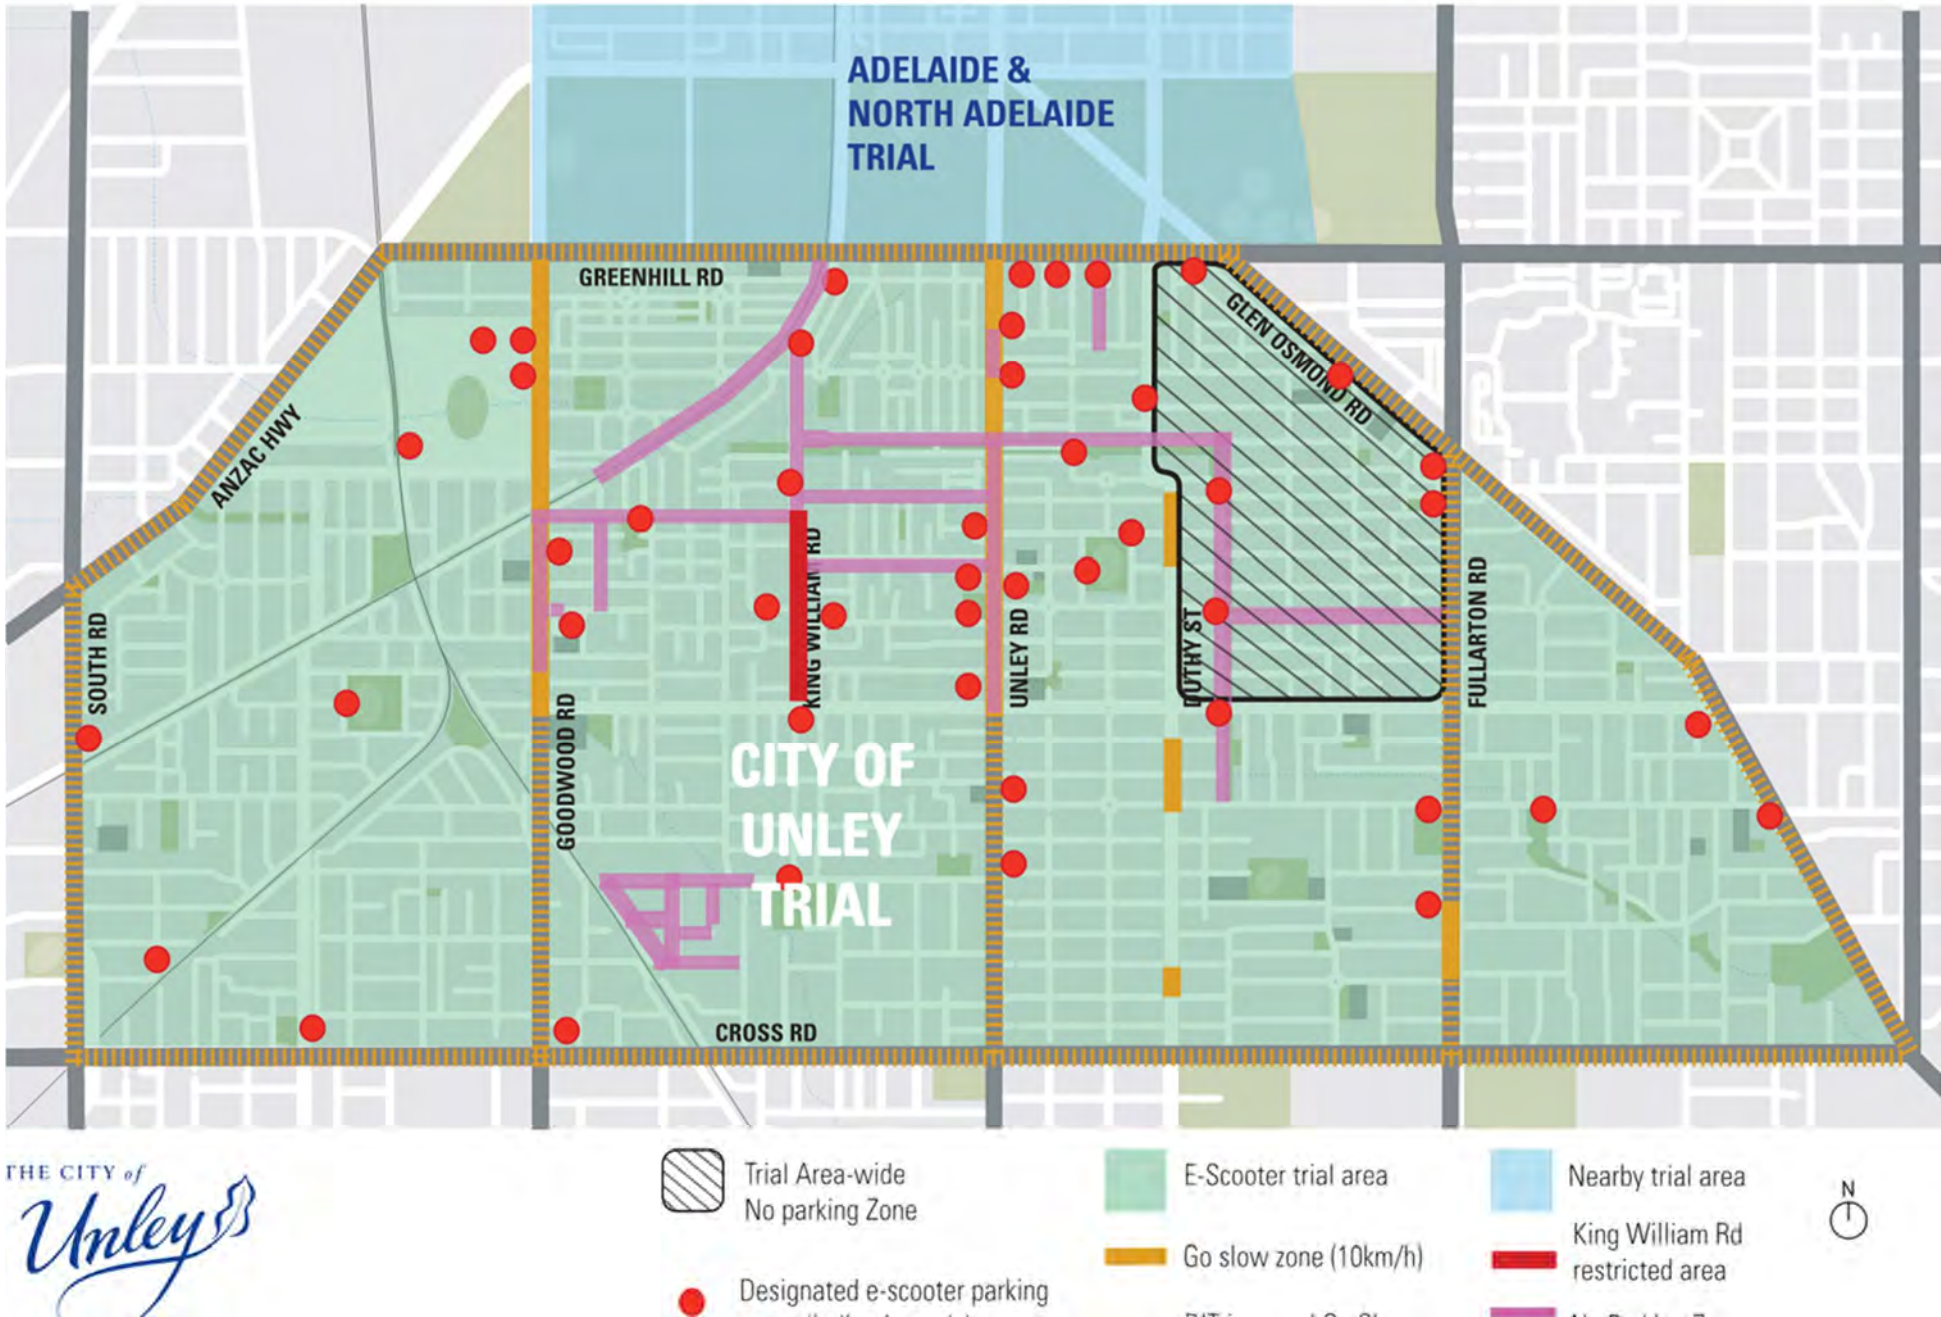 ADELAIDE &
NORTH ADELAIDE
TRIAL
GREENHILL RD
GLEN OSMOND RD
ANZAC HWY
KING WILLIAM RD
SOUTH RD
UNLEY RD
DUTHY ST
FULLARTON RD
GOODWOOD RD
CITY OF
UNLEY
TRIAL
CROSS RD
THE CITY of
Unley
Trial Area-wide
No parking Zone
Designated e-scooter parking
E-Scooter trial area
Go slow zone (10km/h)
Nearby trial area
King William Rd
restricted area
N